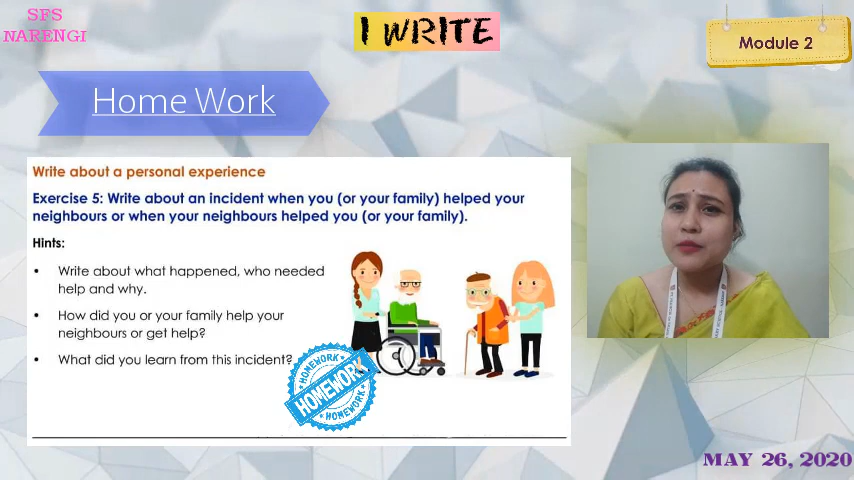 SFS
NARENGI
I WRITE
Module 2
Home Work
Write about a personal experience
Exercise 5: Write about an incident when you (or your family) helped your
neighbours or when your neighbours helped you (or your family).
Hints:
• Write about what happened, who needed
help and why.
• How did you or your family help your
neighbours or get help?
• What did you learn from this incident?
HOMEWORK
HOMEWORK
HOMEWORK
MAY 26, 2020